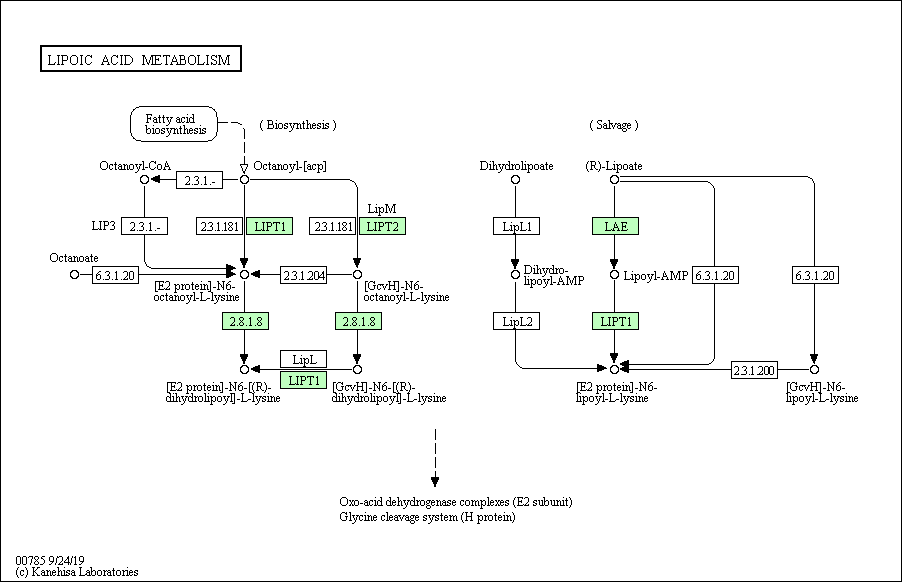 LIPOIC ACID METABOLISM
Fatty acid
biosynthesis
( Biosynthesis )
( Salvage )
Octanoyl-CoA
2.3.1.-
Octanoyl-[acp]
Dihydrolipoate
(R)-Lipoate
LipM
LIP3
2.3.1.-
2.3.1.181
LIPT1
2.3.1.181
LIPT2
LipL1
LAE
Octanoate
6.3.1.20
2.3.1.204
[E2 protein]-N6-
octanoyl-L-lysine
[GcvH]-N6-
octanoyl-L-lysine
Dihydro-
lipoyl-AMP
Lipoyl-AMP
6.3.1.20
6.3.1.20
2.8.1.8
2.8.1.8
LipL2
LIPT1
LipL
LIPT1
2.3.1.200
[E2 protein]-N6-[(R)-
dihydrolipoyl]-L-lysine
[GcvH]-N6-[(R)-
dihydrolipoyl]-L-lysine
[E2 protein]-N6-
lipoyl-L-lysine
[GcvH]-N6-
lipoyl-L-lysine
Oxo-acid dehydrogenase complexes (E2 subunit)
Glycine cleavage system (H protein)
00785 9/24/19
(c) Kanehisa Laboratories